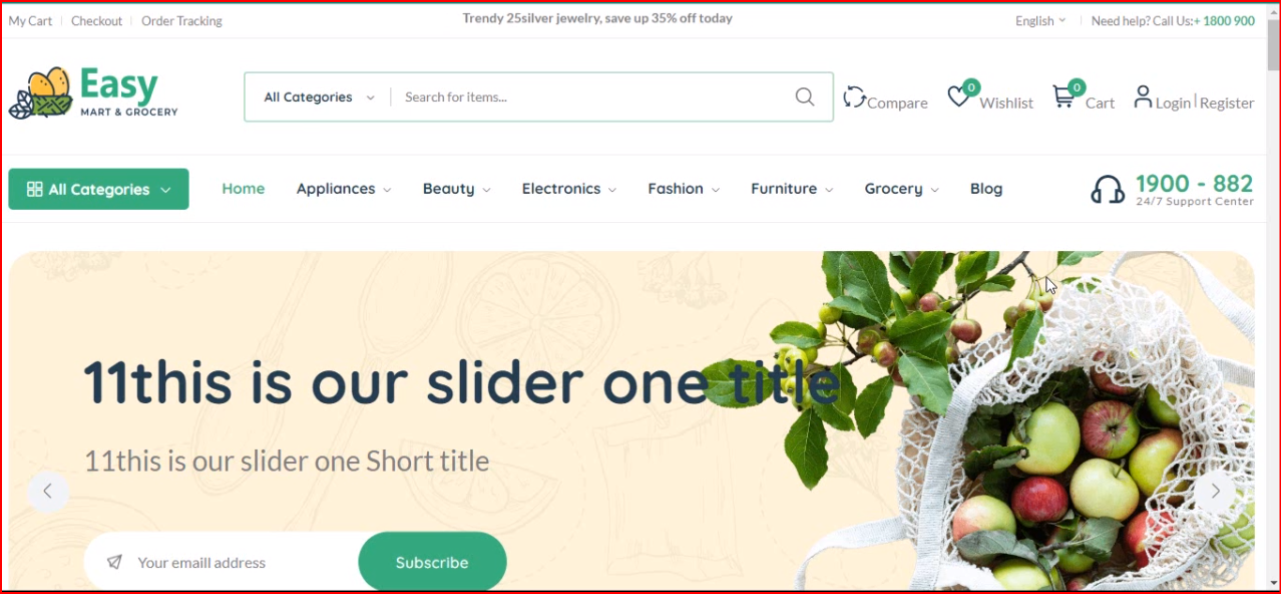 My Cart | Checkout | Order Tracking
Trendy 25silver jewelry, save up 35% off today
English | Need help? Call Us:+ 1800 900
Easy
MART & GROCERY
All Categories | Search for items...
Compare 0 Wishlist 0 Cart Login | Register
All Categories Home Appliances Beauty Electronics Fashion Furniture Grocery Blog
1900 - 882
24/7 Support Center
11this is our slider one title
11this is our slider one Short title
Your emaill address Subscribe